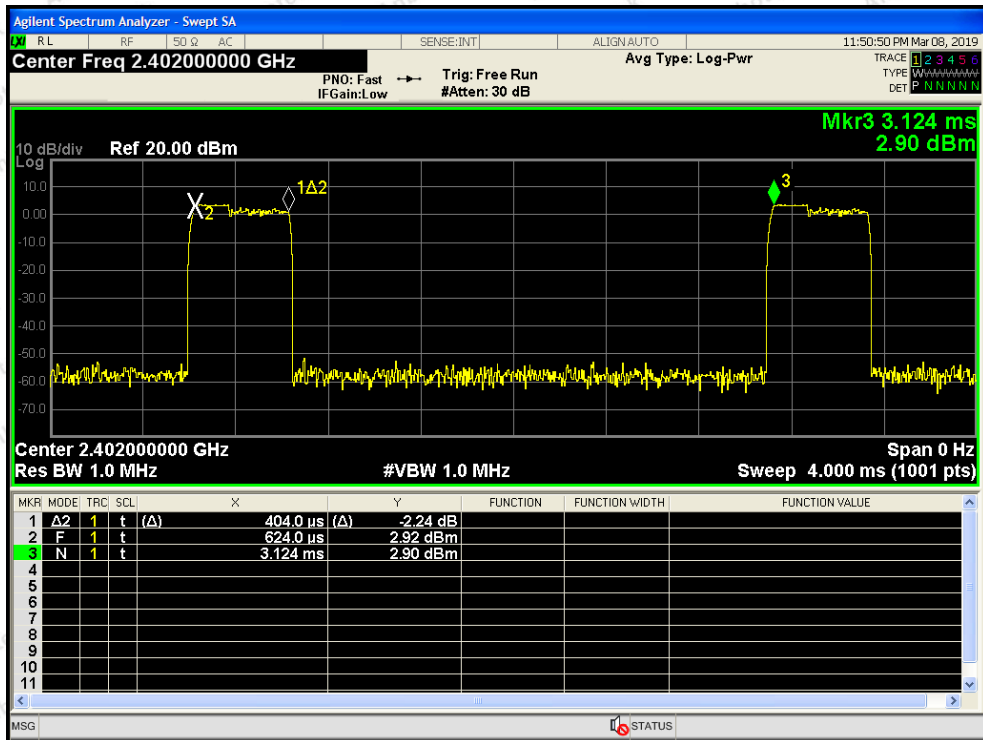 Agilent Spectrum Analyzer - Swept SA
LXI RL RF 50 Ω AC SENSE:INT ALIGNAUTO 11:50:50 PM Mar 08, 2019
Center Freq 2.402000000 GHz Avg Type: Log-Pwr TRACE 1 2 3 4 5 6
PNO: Fast Trig: Free Run TYPE WWWWWW
IFGain:Low #Atten: 30 dB DET P N N N N N
Mkr3 3.124 ms
10 dB/div Ref 20.00 dBm 2.90 dBm
Log
10.0
0.00
-10.0
-20.0
-30.0
-40.0
-50.0
-60.0
-70.0
X2 1Δ2 3
Center 2.402000000 GHz Span 0 Hz
Res BW 1.0 MHz #VBW 1.0 MHz Sweep 4.000 ms (1001 pts)
MKR MODE TRC SCL X Y FUNCTION FUNCTION WIDTH FUNCTION VALUE
1 Δ2 1 t (Δ) 404.0 µs (Δ) -2.24 dB
2 F 1 t 624.0 µs 2.92 dBm
3 N 1 t 3.124 ms 2.90 dBm
4
5
6
7
8
9
10
11
MSG STATUS